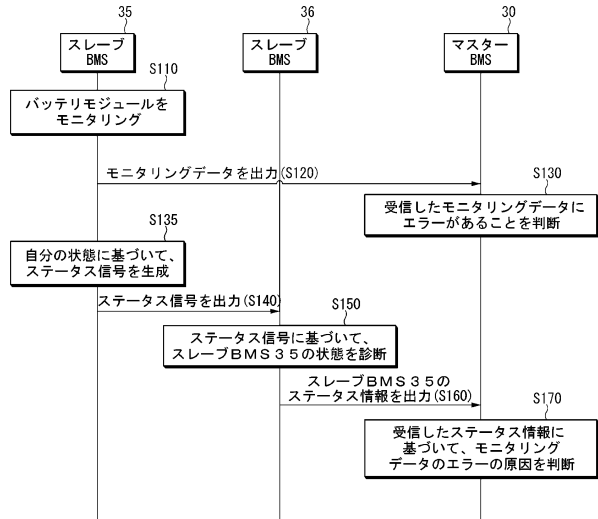 35
36
30
スレーブ
BMS
スレーブ
BMS
マスター
BMS
S110
バッテリモジュールを
モニタリング
モニタリングデータを出力(S120)
S130
受信したモニタリングデータに
エラーがあることを判断
S135
自分の状態に基づいて、
ステータス信号を生成
ステータス信号を出力(S140)
S150
ステータス信号に基づいて、
スレーブBMS35の状態を診断
スレーブBMS35の
ステータス情報を出力(S160)
S170
受信したステータス情報に
基づいて、モニタリング
データのエラーの原因を判断